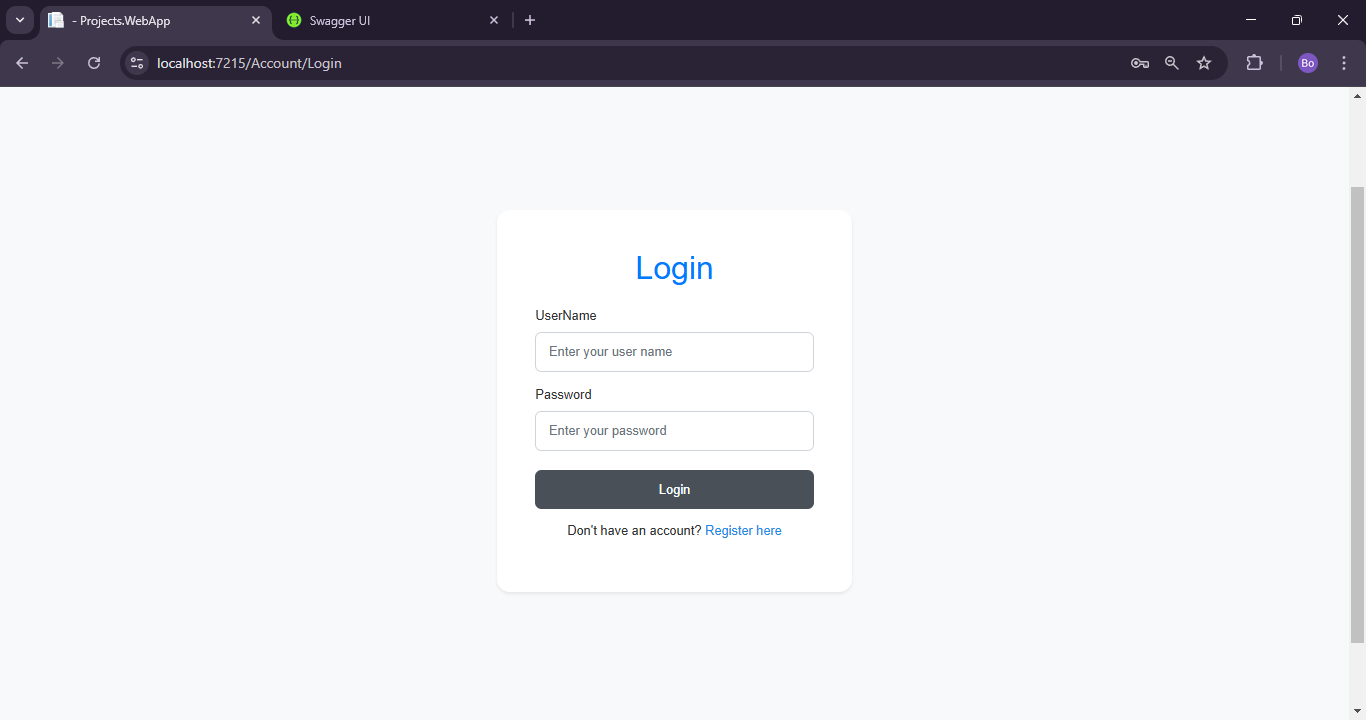 - Projects.WebApp
Swagger UI
localhost:7215/Account/Login
Bo
Login
UserName
Enter your user name
Password
Enter your password
Login
Don't have an account? Register here